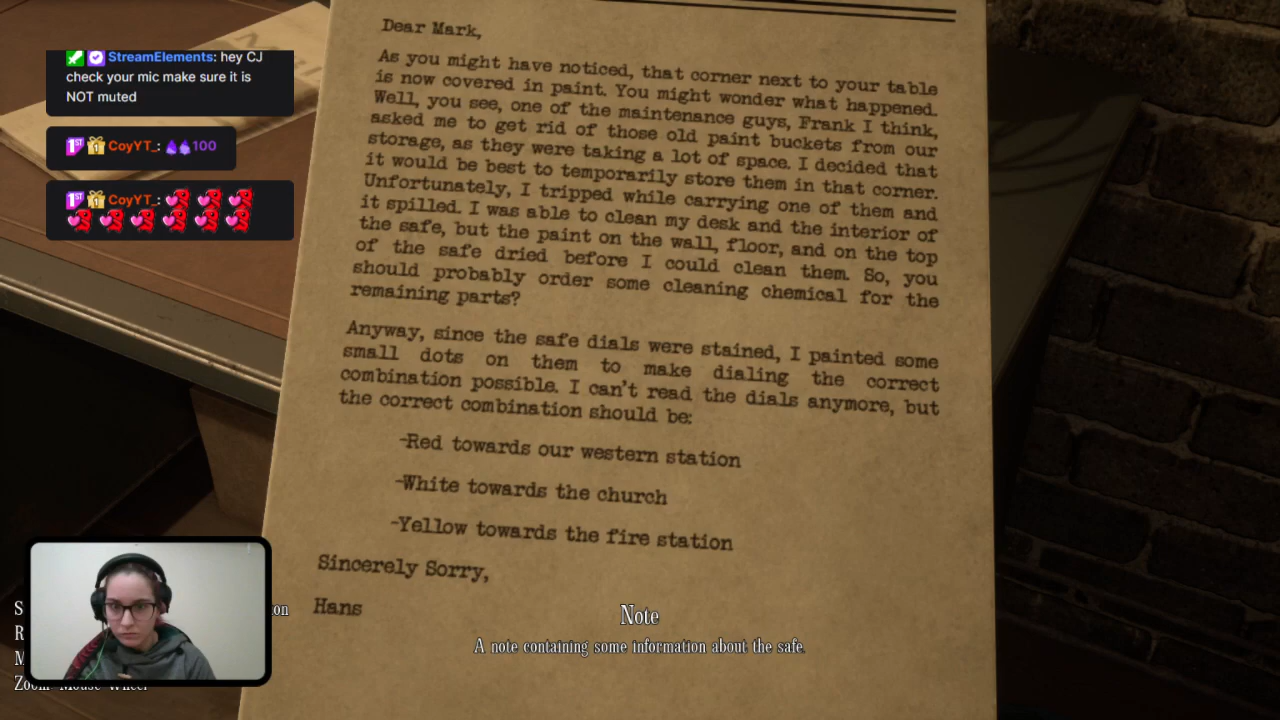 StreamElements: hey CJ
check your mic make sure it is
NOT muted
1ST CoyYT_: 100
1ST CoyYT_:
Dear Mark,
As you might have noticed, that corner next to your table
is now covered in paint. You might wonder what happened.
Well, you see, one of the maintenance guys, Frank I think,
asked me to get rid of those old paint buckets from our
storage, as they were taking a lot of space. I decided that
it would be best to temporarily store them in that corner.
Unfortunately, I tripped while carrying one of them and
it spilled. I was able to clean my desk and the interior of
the safe, but the paint on the wall, floor, and on the top
of the safe dried before I could clean them. So, you
should probably order some cleaning chemical for the
remaining parts?
Anyway, since the safe dials were stained, I painted some
small dots on them to make dialing the correct
combination possible. I can't read the dials anymore, but
the correct combination should be:
-Red towards our western station
-White towards the church
-Yellow towards the fire station
Sincerely Sorry,
Hans
Note
A note containing some information about the safe.